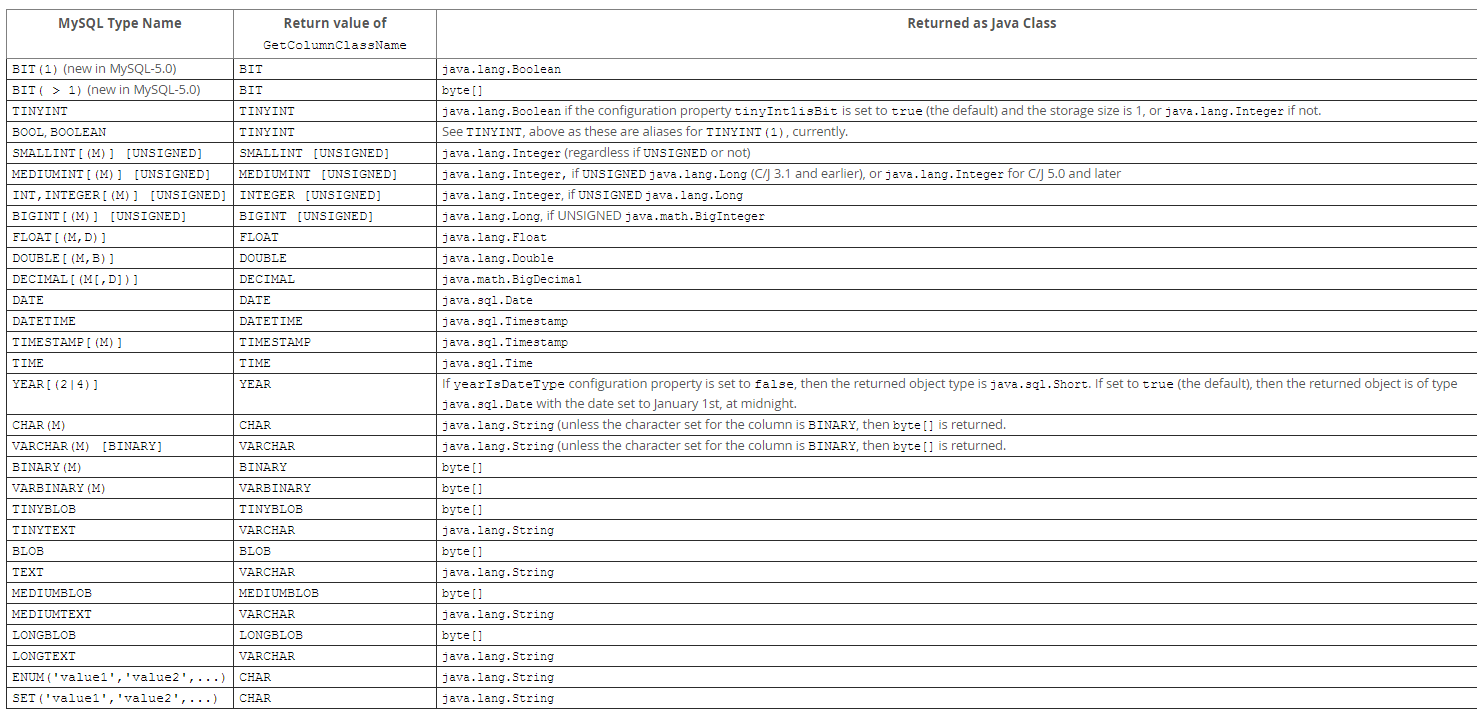 MySQL Type Name Return value of Returned as Java Class
GetColumnClassName
BIT(1) (new in MySQL-5.0) BIT java.lang.Boolean
BIT( > 1) (new in MySQL-5.0) BIT byte[]
TINYINT TINYINT java.lang.Boolean if the configuration property tinyInt1isBit is set to true (the default) and the storage size is 1, or java.lang.Integer if not.
BOOL, BOOLEAN TINYINT See TINYINT, above as these are aliases for TINYINT(1), currently.
SMALLINT[(M)] [UNSIGNED] SMALLINT [UNSIGNED] java.lang.Integer (regardless if UNSIGNED or not)
MEDIUMINT[(M)] [UNSIGNED] MEDIUMINT [UNSIGNED] java.lang.Integer, if UNSIGNED java.lang.Long (C/J 3.1 and earlier), or java.lang.Integer for C/J 5.0 and later
INT,INTEGER[(M)] [UNSIGNED] INTEGER [UNSIGNED] java.lang.Integer, if UNSIGNED java.lang.Long
BIGINT[(M)] [UNSIGNED] BIGINT [UNSIGNED] java.lang.Long, if UNSIGNED java.math.BigInteger
FLOAT[(M,D)] FLOAT java.lang.Float
DOUBLE[(M,B)] DOUBLE java.lang.Double
DECIMAL[(M[,D])] DECIMAL java.math.BigDecimal
DATE DATE java.sql.Date
DATETIME DATETIME java.sql.Timestamp
TIMESTAMP[(M)] TIMESTAMP java.sql.Timestamp
TIME TIME java.sql.Time
YEAR[(2|4)] YEAR If yearIsDateType configuration property is set to false, then the returned object type is java.sql.Short. If set to true (the default), then the returned object is of type
java.sql.Date with the date set to January 1st, at midnight.
CHAR(M) CHAR java.lang.String (unless the character set for the column is BINARY, then byte[] is returned.
VARCHAR(M) [BINARY] VARCHAR java.lang.String (unless the character set for the column is BINARY, then byte[] is returned.
BINARY(M) BINARY byte[]
VARBINARY(M) VARBINARY byte[]
TINYBLOB TINYBLOB byte[]
TINYTEXT VARCHAR java.lang.String
BLOB BLOB byte[]
TEXT VARCHAR java.lang.String
MEDIUMBLOB MEDIUMBLOB byte[]
MEDIUMTEXT VARCHAR java.lang.String
LONGBLOB LONGBLOB byte[]
LONGTEXT VARCHAR java.lang.String
ENUM('value1','value2',...) CHAR java.lang.String
SET('value1','value2',...) CHAR java.lang.String